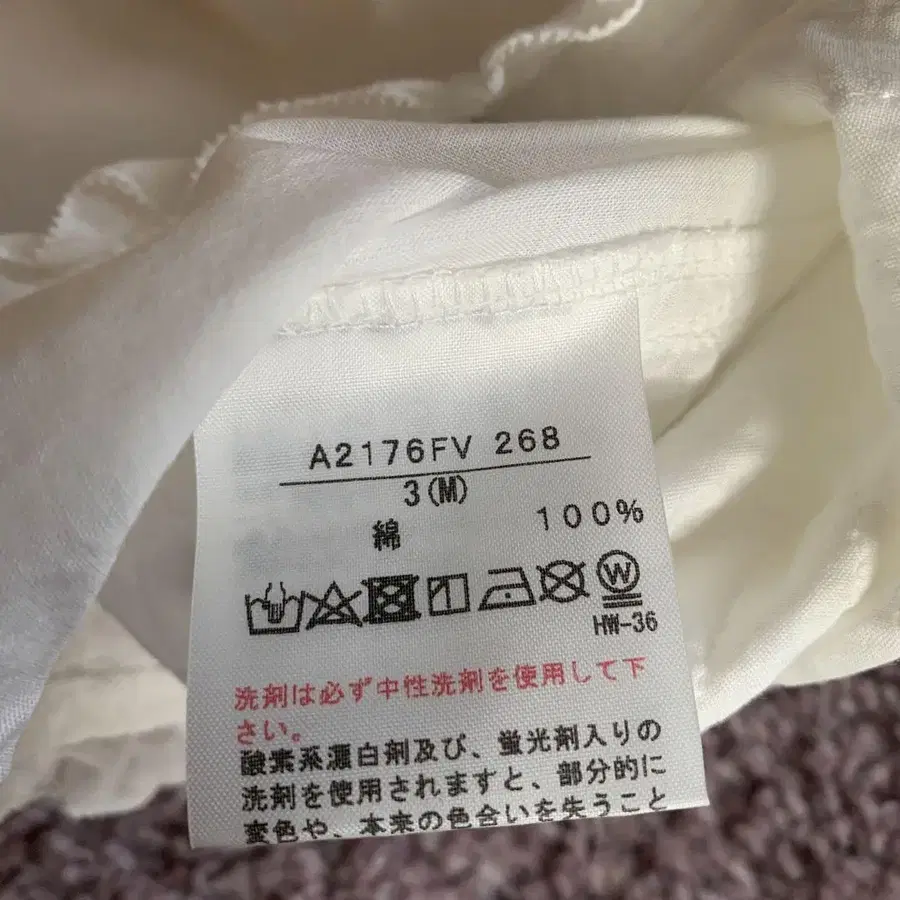 A2176FV 268
3(M)
綿 100%
W
HW-36
洗剤は必ず中性洗剤を使用して下
さい。
酸素系漂白剤及び、蛍光剤入りの
洗剤を使用されますと、部分的に
変色や、本来の色合いを失うこと